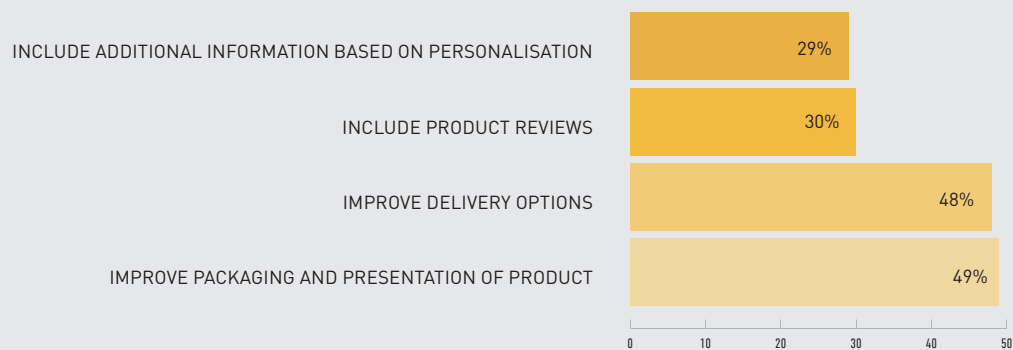 INCLUDE ADDITIONAL INFORMATION BASED ON PERSONALISATION
29%
INCLUDE PRODUCT REVIEWS
30%
IMPROVE DELIVERY OPTIONS
48%
IMPROVE PACKAGING AND PRESENTATION OF PRODUCT
49%
0 10 20 30 40 50